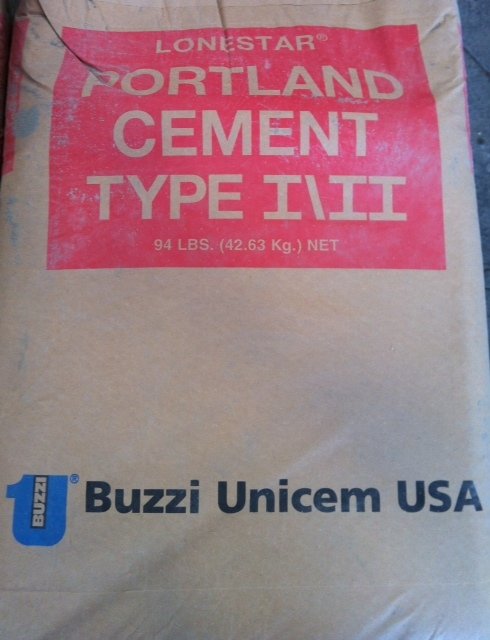 LONESTAR®
PORTLAND
CEMENT
TYPE I\II
94 LBS. (42.63 Kg.) NET
BUZZI ® Buzzi Unicem USA